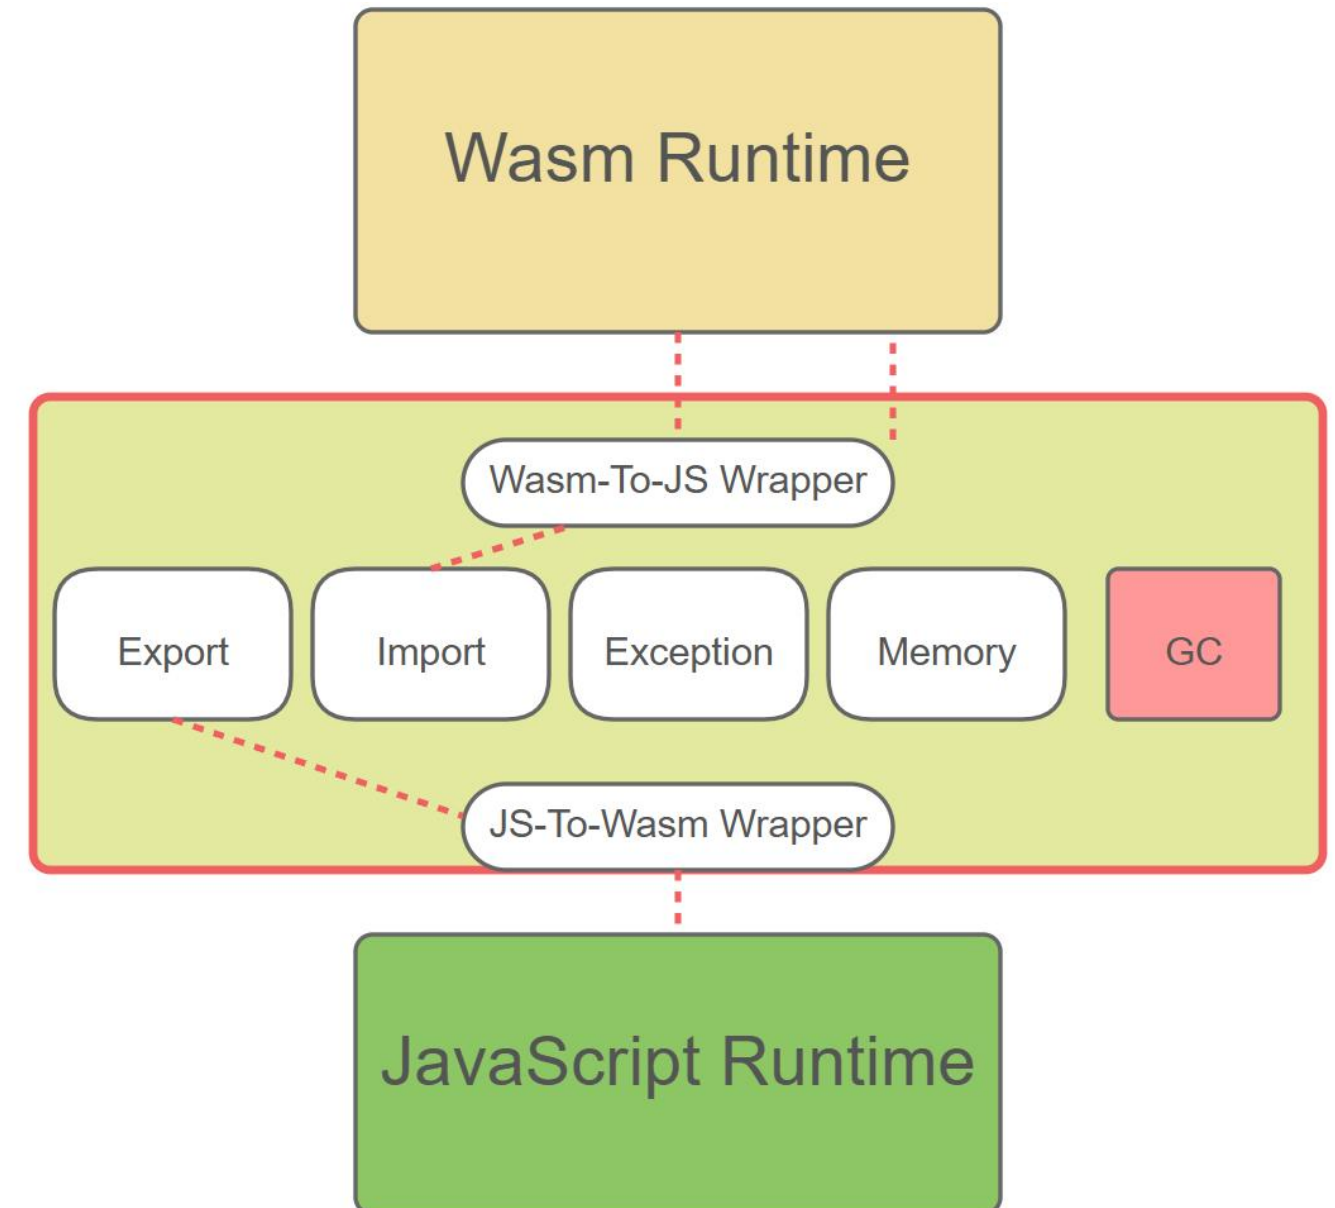 Wasm Runtime
Wasm-To-JS Wrapper
Export
Import
Exception
Memory
GC
JS-To-Wasm Wrapper
JavaScript Runtime